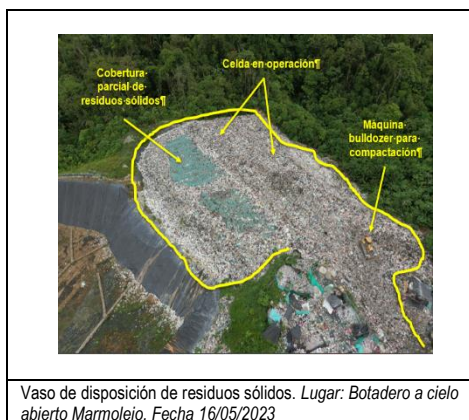 Cobertura·
parcial·de·
residuos·sólidos¶
Celda·en·operación¶
Máquina·
bulldozer·para·
compactación¶
Vaso de disposición de residuos sólidos. Lugar: Botadero a cielo
abierto Marmolejo. Fecha 16/05/2023